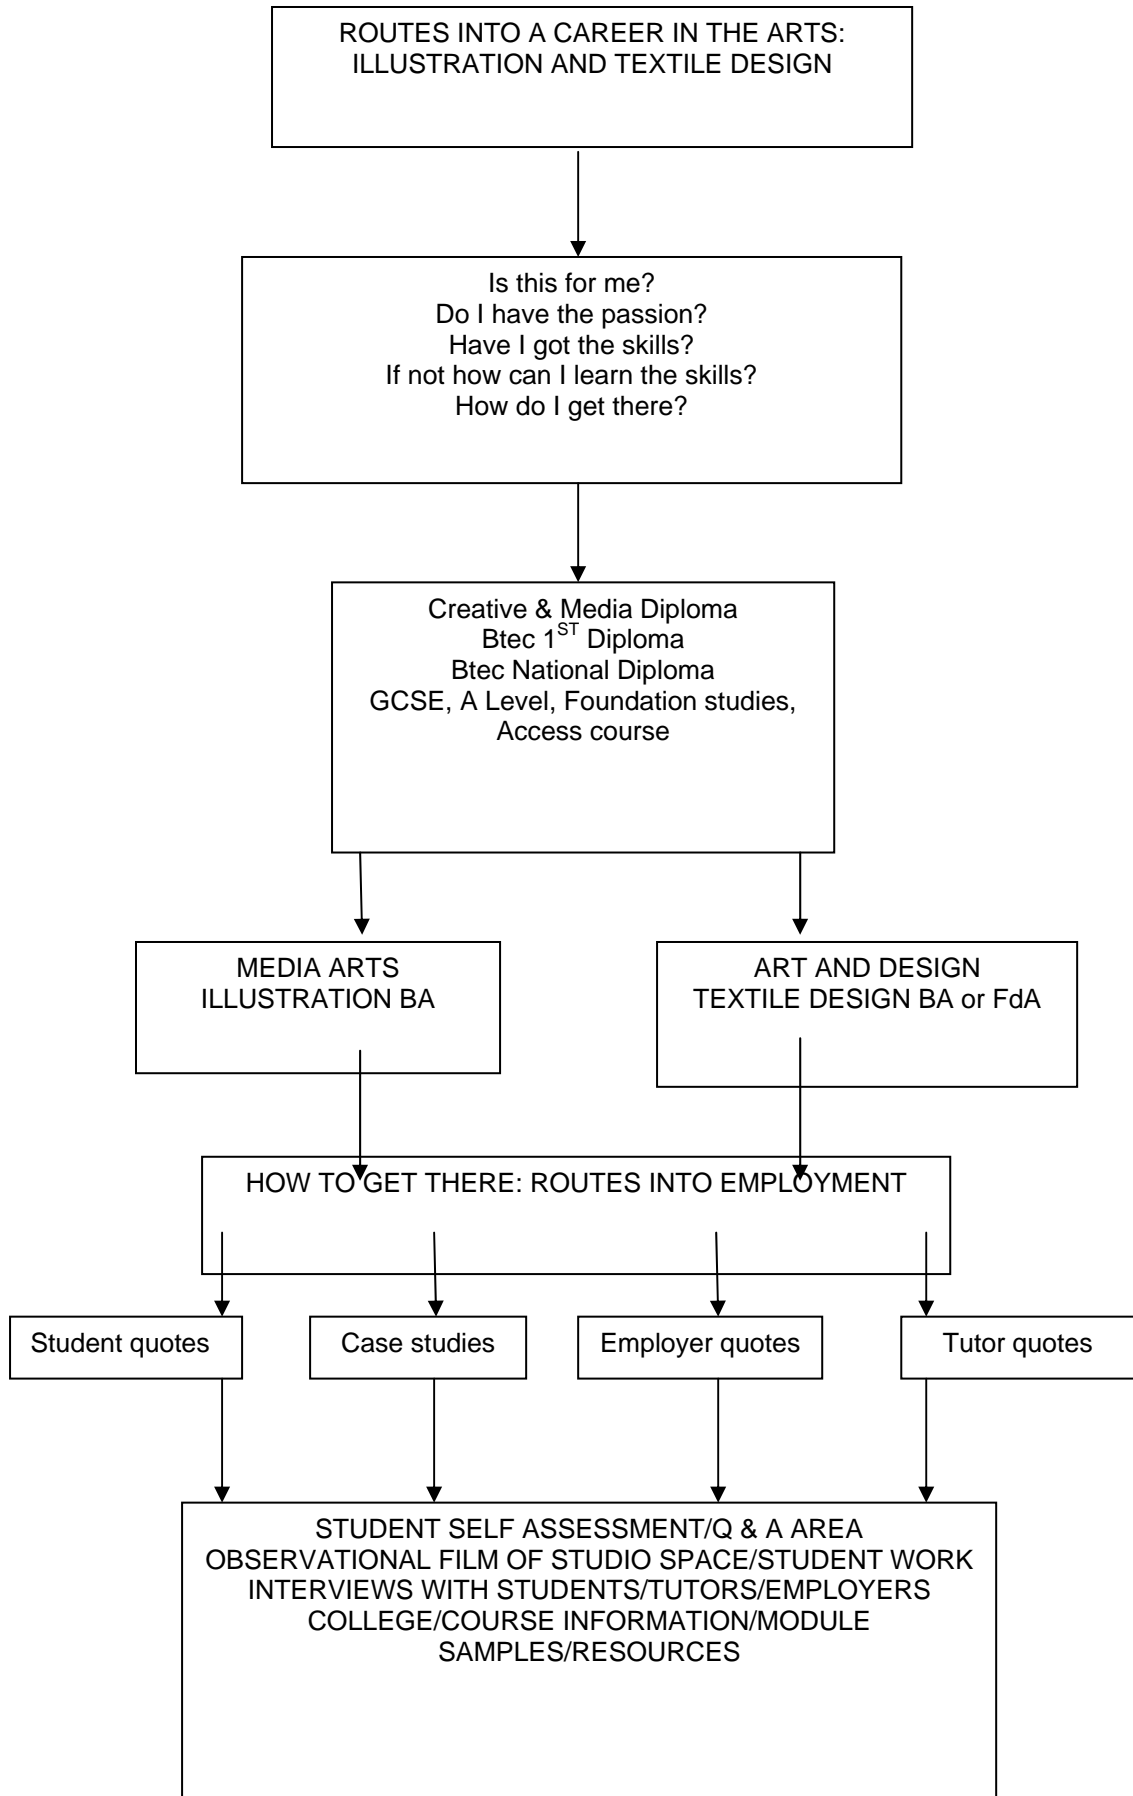 ROUTES INTO A CAREER IN THE ARTS:
ILLUSTRATION AND TEXTILE DESIGN
Is this for me?
Do I have the passion?
Have I got the skills?
If not how can I learn the skills?
How do I get there?
Creative & Media Diploma
Btec 1ST Diploma
Btec National Diploma
GCSE, A Level, Foundation studies,
Access course
MEDIA ARTS
ILLUSTRATION BA
ART AND DESIGN
TEXTILE DESIGN BA or FdA
HOW TO GET THERE: ROUTES INTO EMPLOYMENT
Student quotes
Case studies
Employer quotes
Tutor quotes
STUDENT SELF ASSESSMENT/Q & A AREA
OBSERVATIONAL FILM OF STUDIO SPACE/STUDENT WORK
INTERVIEWS WITH STUDENTS/TUTORS/EMPLOYERS
COLLEGE/COURSE INFORMATION/MODULE
SAMPLES/RESOURCES